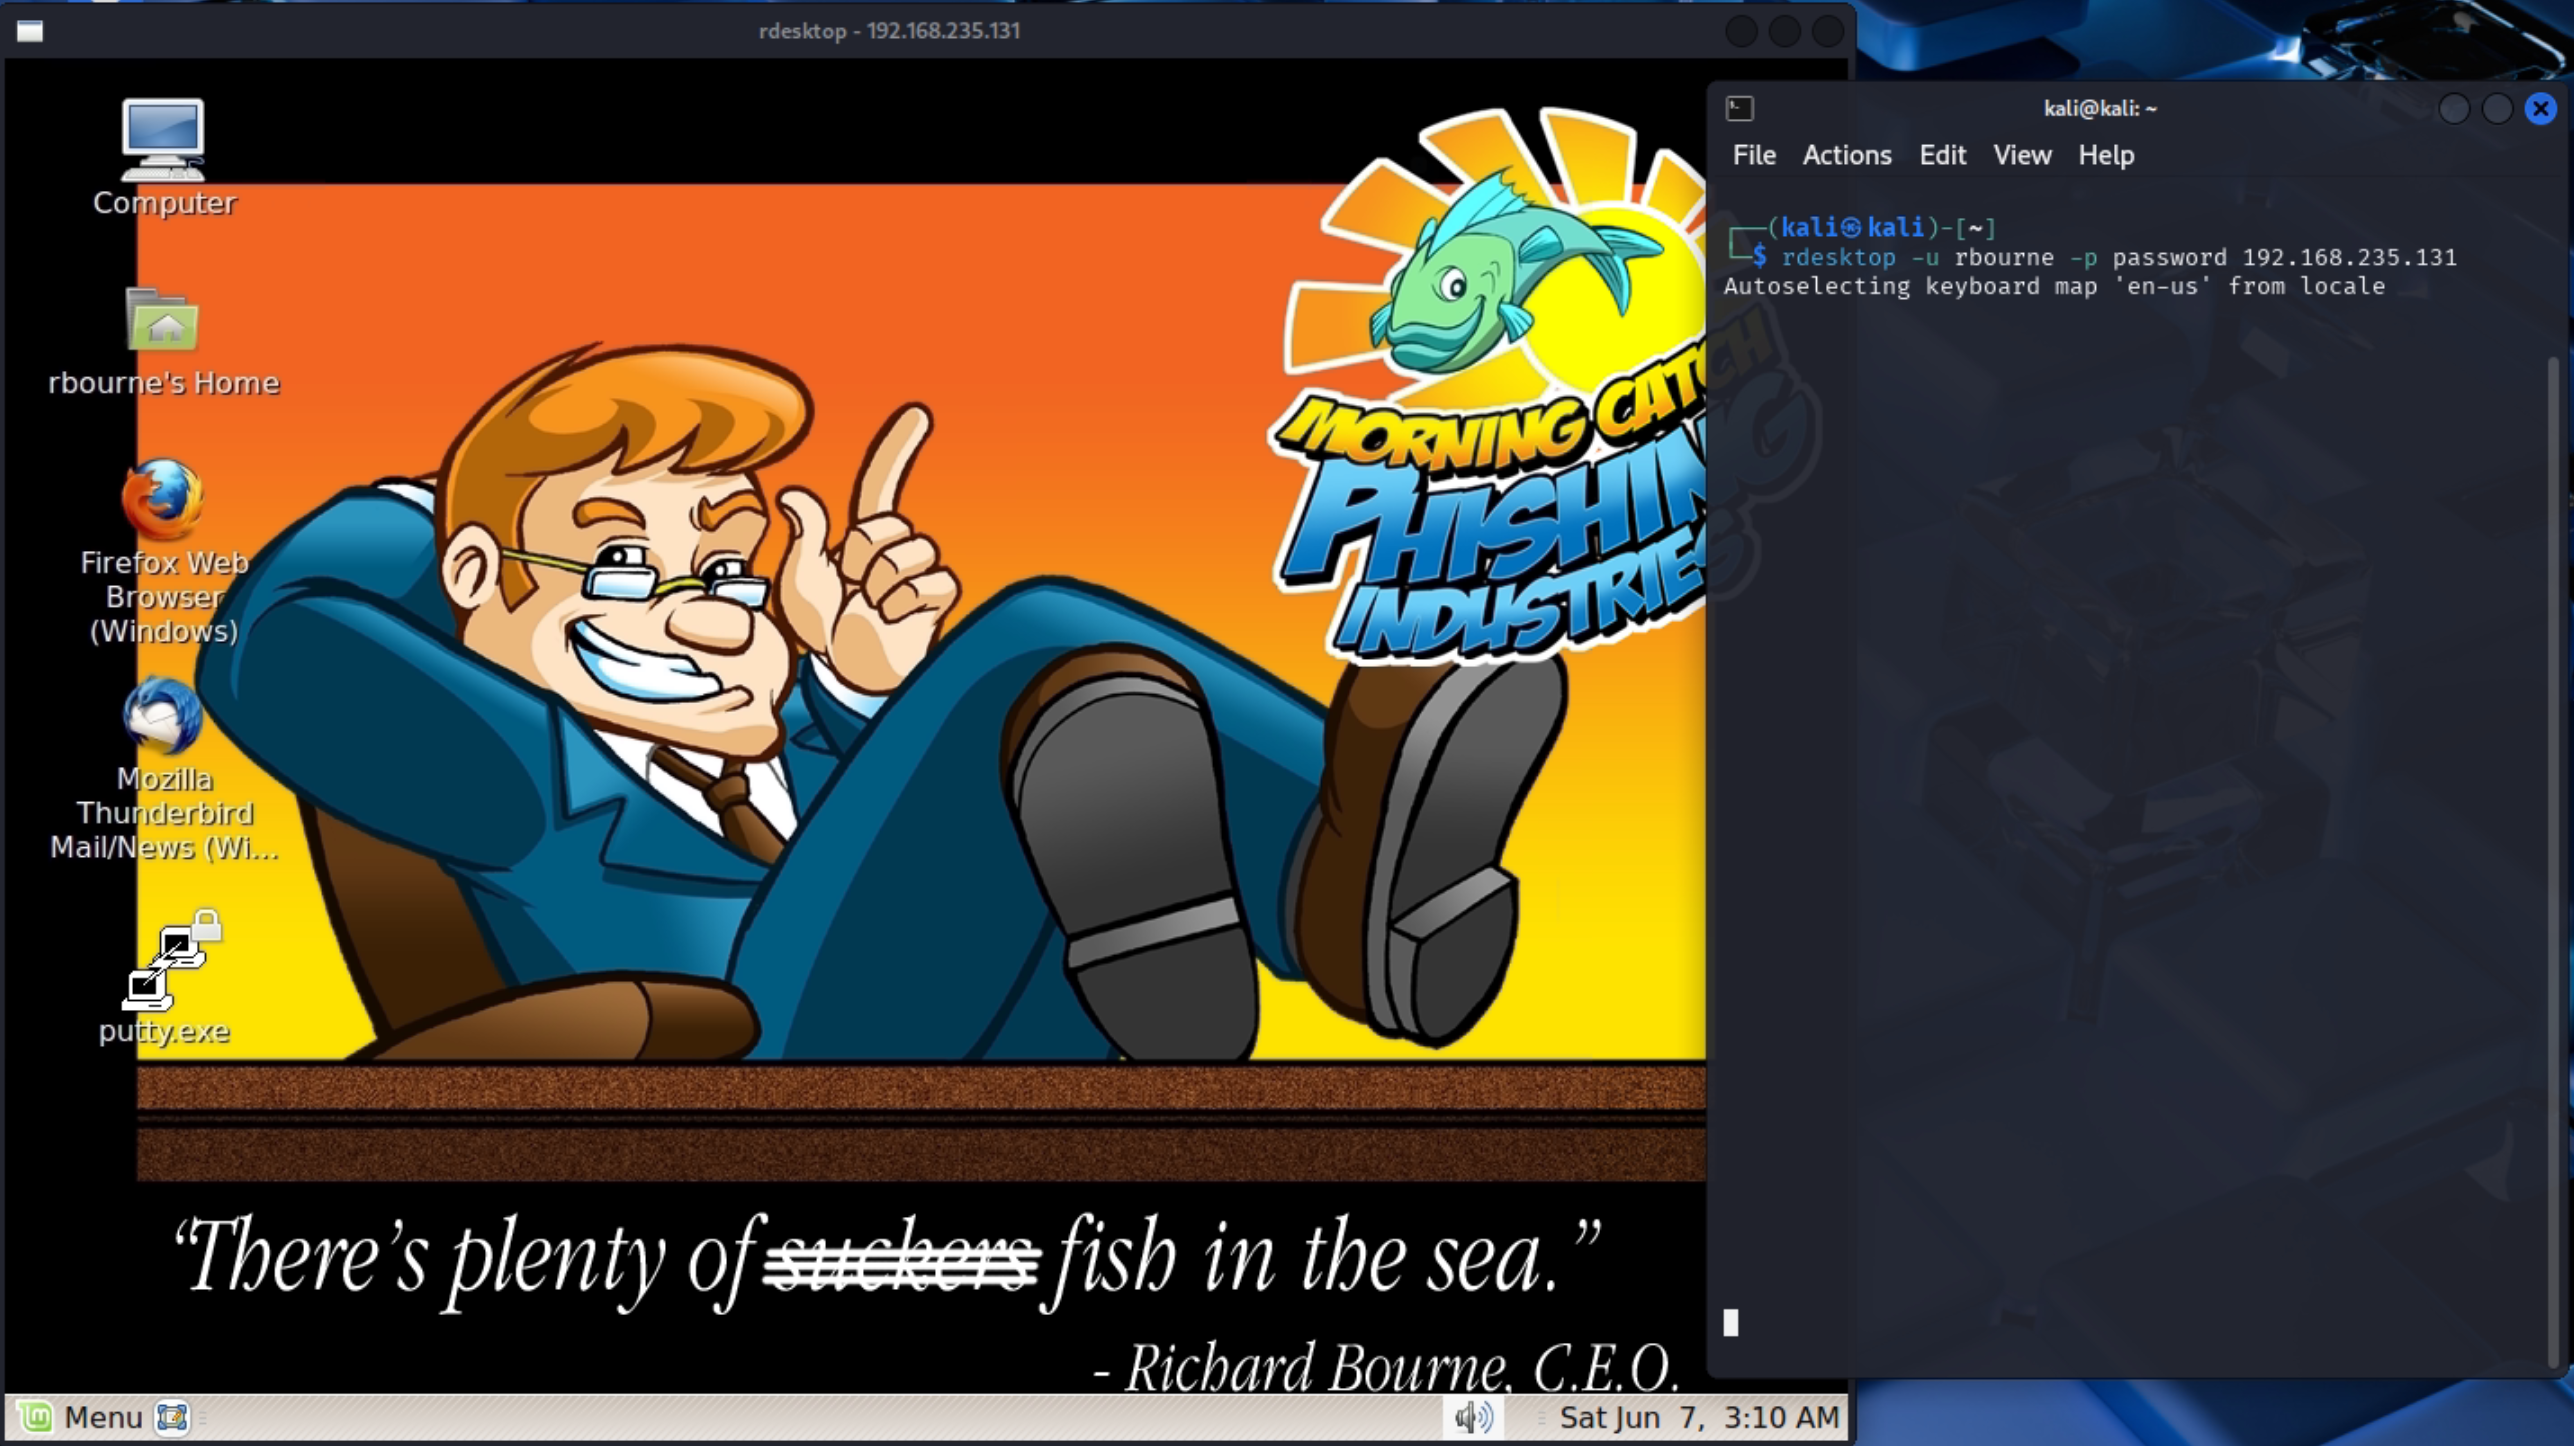 rdesktop - 192.168.235.131
Computer
rbourne's Home
Firefox Web
Browser
(Windows)
Mozilla
Thunderbird
Mail/News (Wi...
putty.exe
MORNING CATCH
PHISHING
INDUSTRIES
“There’s plenty of suckers fish in the sea.”
- Richard Bourne, C.E.O.
Menu
Sat Jun 7, 3:10 AM
kali@kali: ~
File Actions Edit View Help
┌──(kali㉿kali)-[~]
└─$ rdesktop -u rbourne -p password 192.168.235.131
Autoselecting keyboard map 'en-us' from locale